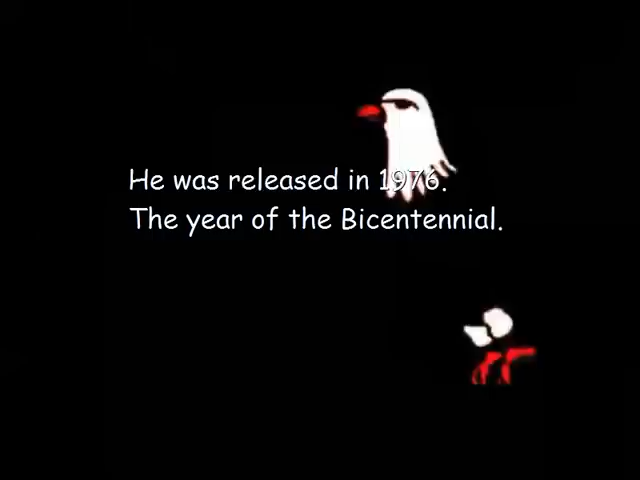 He was released in 1976.
The year of the Bicentennial.